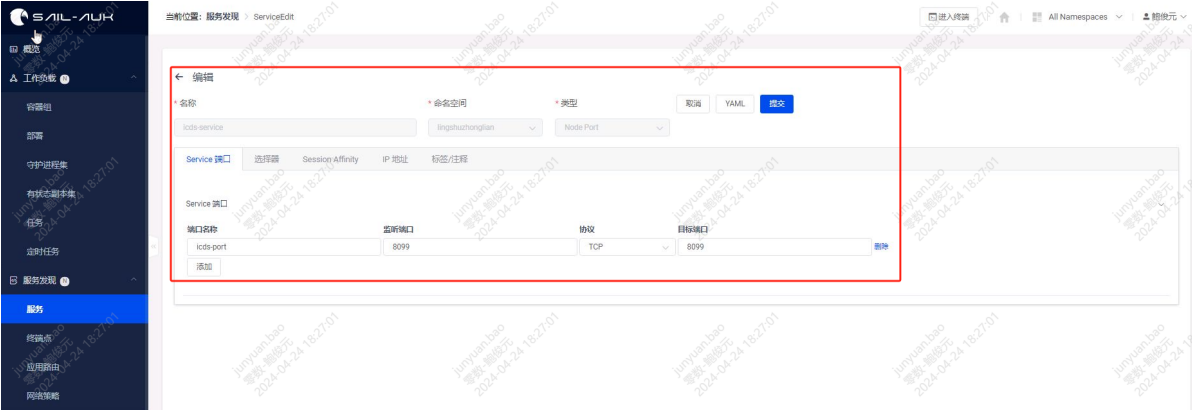 SAIL-AUK
当前位置: 服务发现 > ServiceEdit
进入终端
All Namespaces
鲍俊元
概览
工作负载 N
容器组
部署
守护进程集
有状态副本集
任务
定时任务
服务发现 N
服务
终端点
应用路由
网络策略
← 编辑
* 名称
* 命名空间
* 类型
取消
YAML
提交
icds-service
lingshuzhonglian
Node Port
Service 端口
选择器
Session Affinity
IP 地址
标签/注释
Service 端口
端口名称
监听端口
协议
目标端口
icds-port
8099
TCP
8099
删除
添加
junyuan.bao
零数-鲍俊元
2024-04-24 18:27:01